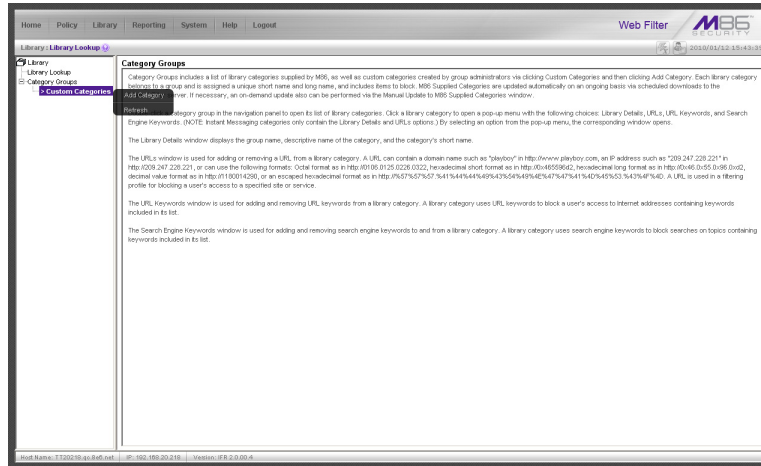 Home Policy Library Reporting System Help Logout
Web Filter
M86
SECURITY
Library : Library Lookup
2010/01/12 15:43:35
Library
Library Lookup
Category Groups
> Custom Categories
Add Category
Refresh
Category Groups
Category Groups includes a list of library categories supplied by M86, as well as custom categories created by group administrators via clicking Custom Categories and then clicking Add Category. Each library category
belongs to a group and is assigned a unique short name and long name, and includes items to block. M86 Supplied Categories are updated automatically on an ongoing basis via scheduled downloads to the
server. If necessary, an on-demand update also can be performed via the Manual Update to M86 Supplied Categories window.
category group in the navigation panel to open its list of library categories. Click a library category to open a pop-up menu with the following choices: Library Details, URLs, URL Keywords, and Search
Engine Keywords. (NOTE: Instant Messaging categories only contain the Library Details and URLs options.) By selecting an option from the pop-up menu, the corresponding window opens.
The Library Details window displays the group name, descriptive name of the category, and the category's short name.
The URLs window is used for adding or removing a URL from a library category. A URL can contain a domain name such as "playboy" in http://www.playboy.com, an IP address such as "209.247.228.221" in
http://209.247.228.221, or can use the following formats: Octal format as in http://0106.0125.0226.0322, hexadecimal short format as in http://0x465596d2, hexadecimal long format as in http://0x46.0x55.0x96.0xd2,
decimal value format as in http://1180014290, or an escaped hexadecimal format as in http://%57%57%57.%41%44%44%49%43%54%49%4E%47%47%41%4D%45%53.%43%4F%4D. A URL is used in a filtering
profile for blocking a user's access to a specified site or service.
The URL Keywords window is used for adding and removing URL keywords from a library category. A library category uses URL keywords to block a user's access to Internet addresses containing keywords
included in its list.
The Search Engine Keywords window is used for adding and removing search engine keywords to and from a library category. A library category uses search engine keywords to block searches on topics containing
keywords included in its list.
Host Name: TT20218.qc.8e6.net IP: 192.168.20.218 Version: IFR 2.0.00.4